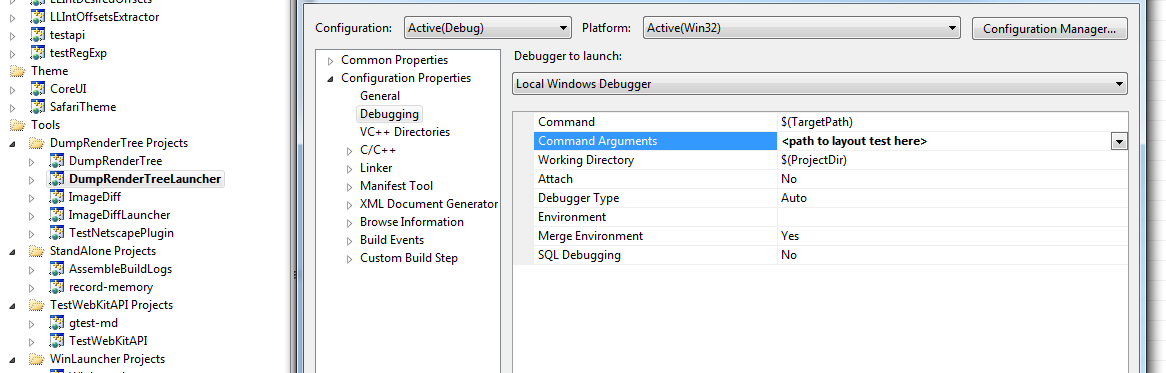 LLIntDesiredOffsets
LLIntOffsetsExtractor
testapi
testRegExp
Theme
CoreUI
SafariTheme
Tools
DumpRenderTree Projects
DumpRenderTree
DumpRenderTreeLauncher
ImageDiff
ImageDiffLauncher
TestNetscapePlugin
StandAlone Projects
AssembleBuildLogs
record-memory
TestWebKitAPI Projects
gtest-md
TestWebKitAPI
WinLauncher Projects
Configuration: Active(Debug) Platform: Active(Win32) Configuration Manager...
Common Properties
Configuration Properties
General
Debugging
VC++ Directories
C/C++
Linker
Manifest Tool
XML Document Generator
Browse Information
Build Events
Custom Build Step
Debugger to launch:
Local Windows Debugger
Command $(TargetPath)
Command Arguments <path to layout test here>
Working Directory $(ProjectDir)
Attach No
Debugger Type Auto
Environment
Merge Environment Yes
SQL Debugging No